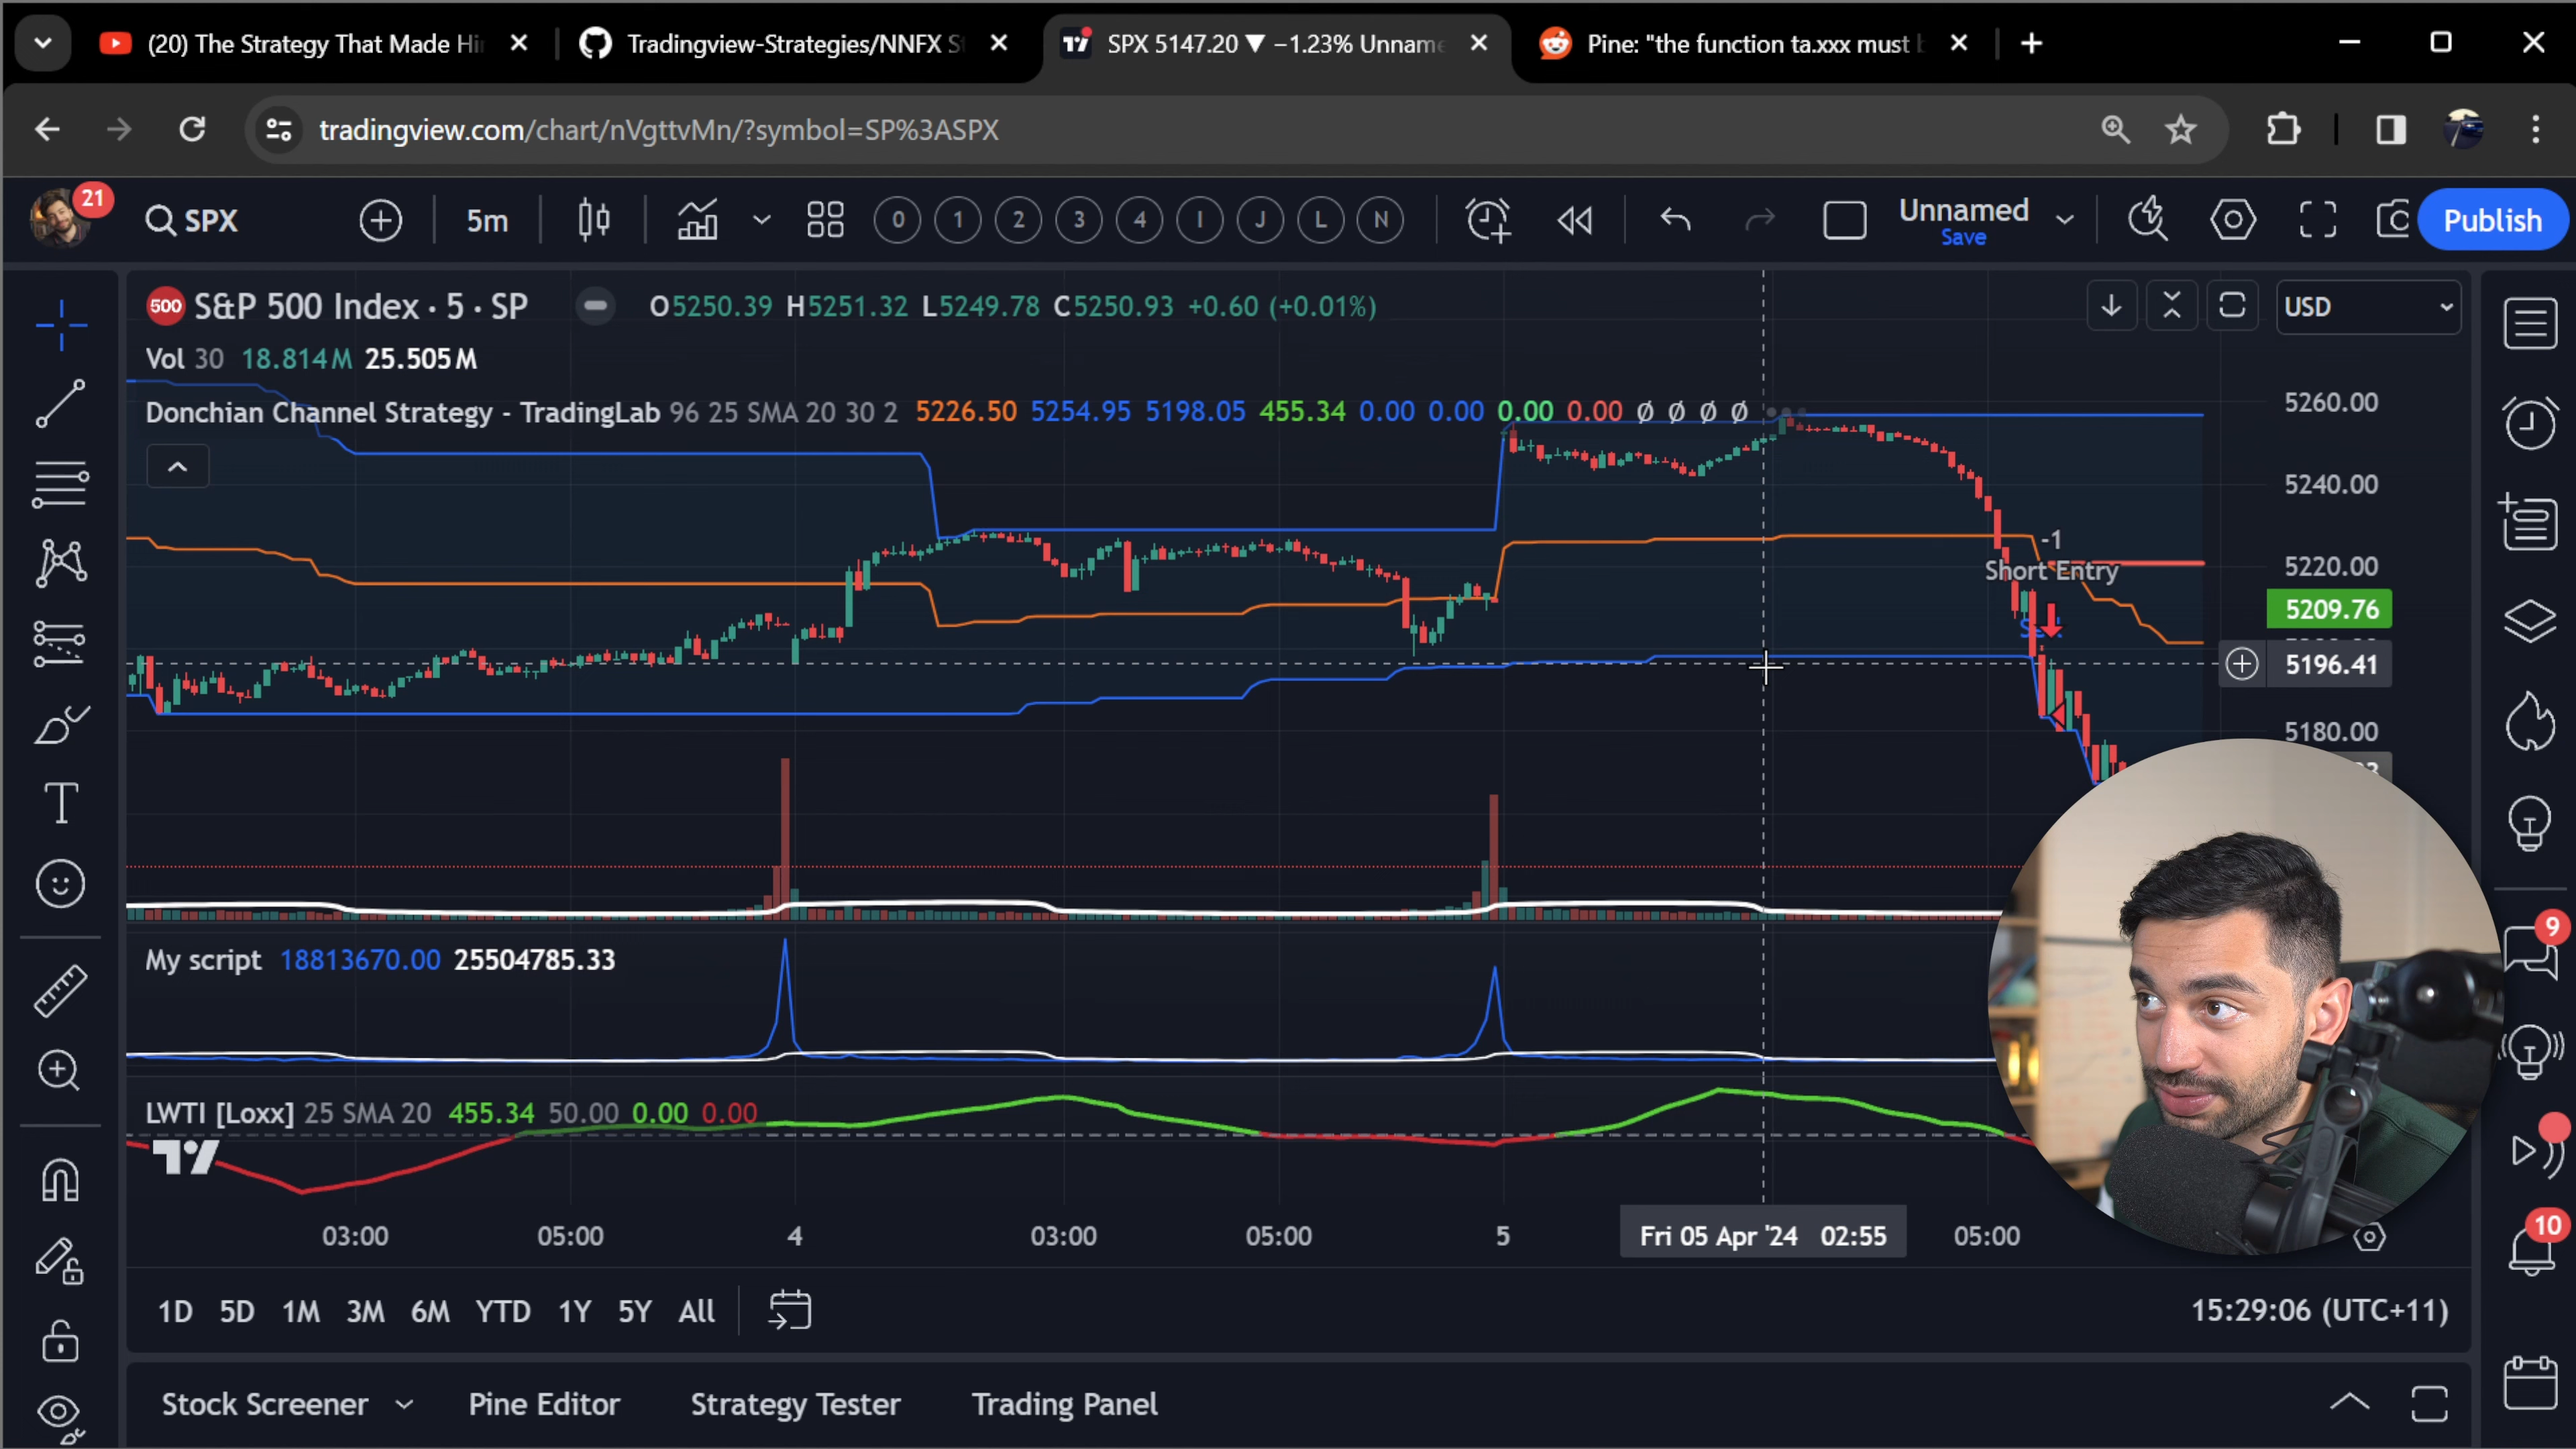 (20) The Strategy That Made Hi
Tradingview-Strategies/NNFX S
SPX 5147.20 ▼ −1.23% Unname
Pine: "the function ta.xxx must
tradingview.com/chart/nVgttvMn/?symbol=SP%3ASPX
21
SPX
5m
0 1 2 3 4 I J L N
Unnamed
Save
Publish
500 S&P 500 Index · 5 · SP
O5250.39 H5251.32 L5249.78 C5250.93 +0.60 (+0.01%)
USD
Vol 30 18.814M 25.505M
Donchian Channel Strategy - TradingLab 96 25 SMA 20 30 2 5226.50 5254.95 5198.05 455.34 0.00 0.00 0.00 0.00 ø ø ø ø
5260.00
5240.00
5220.00
5209.76
5196.41
5180.00
-1
Short Entry
My script 18813670.00 25504785.33
LWTI [Loxx] 25 SMA 20 455.34 50.00 0.00 0.00
9
10
03:00 05:00 4 03:00 05:00 5 Fri 05 Apr '24 02:55 05:00
1D 5D 1M 3M 6M YTD 1Y 5Y All
15:29:06 (UTC+11)
Stock Screener Pine Editor Strategy Tester Trading Panel